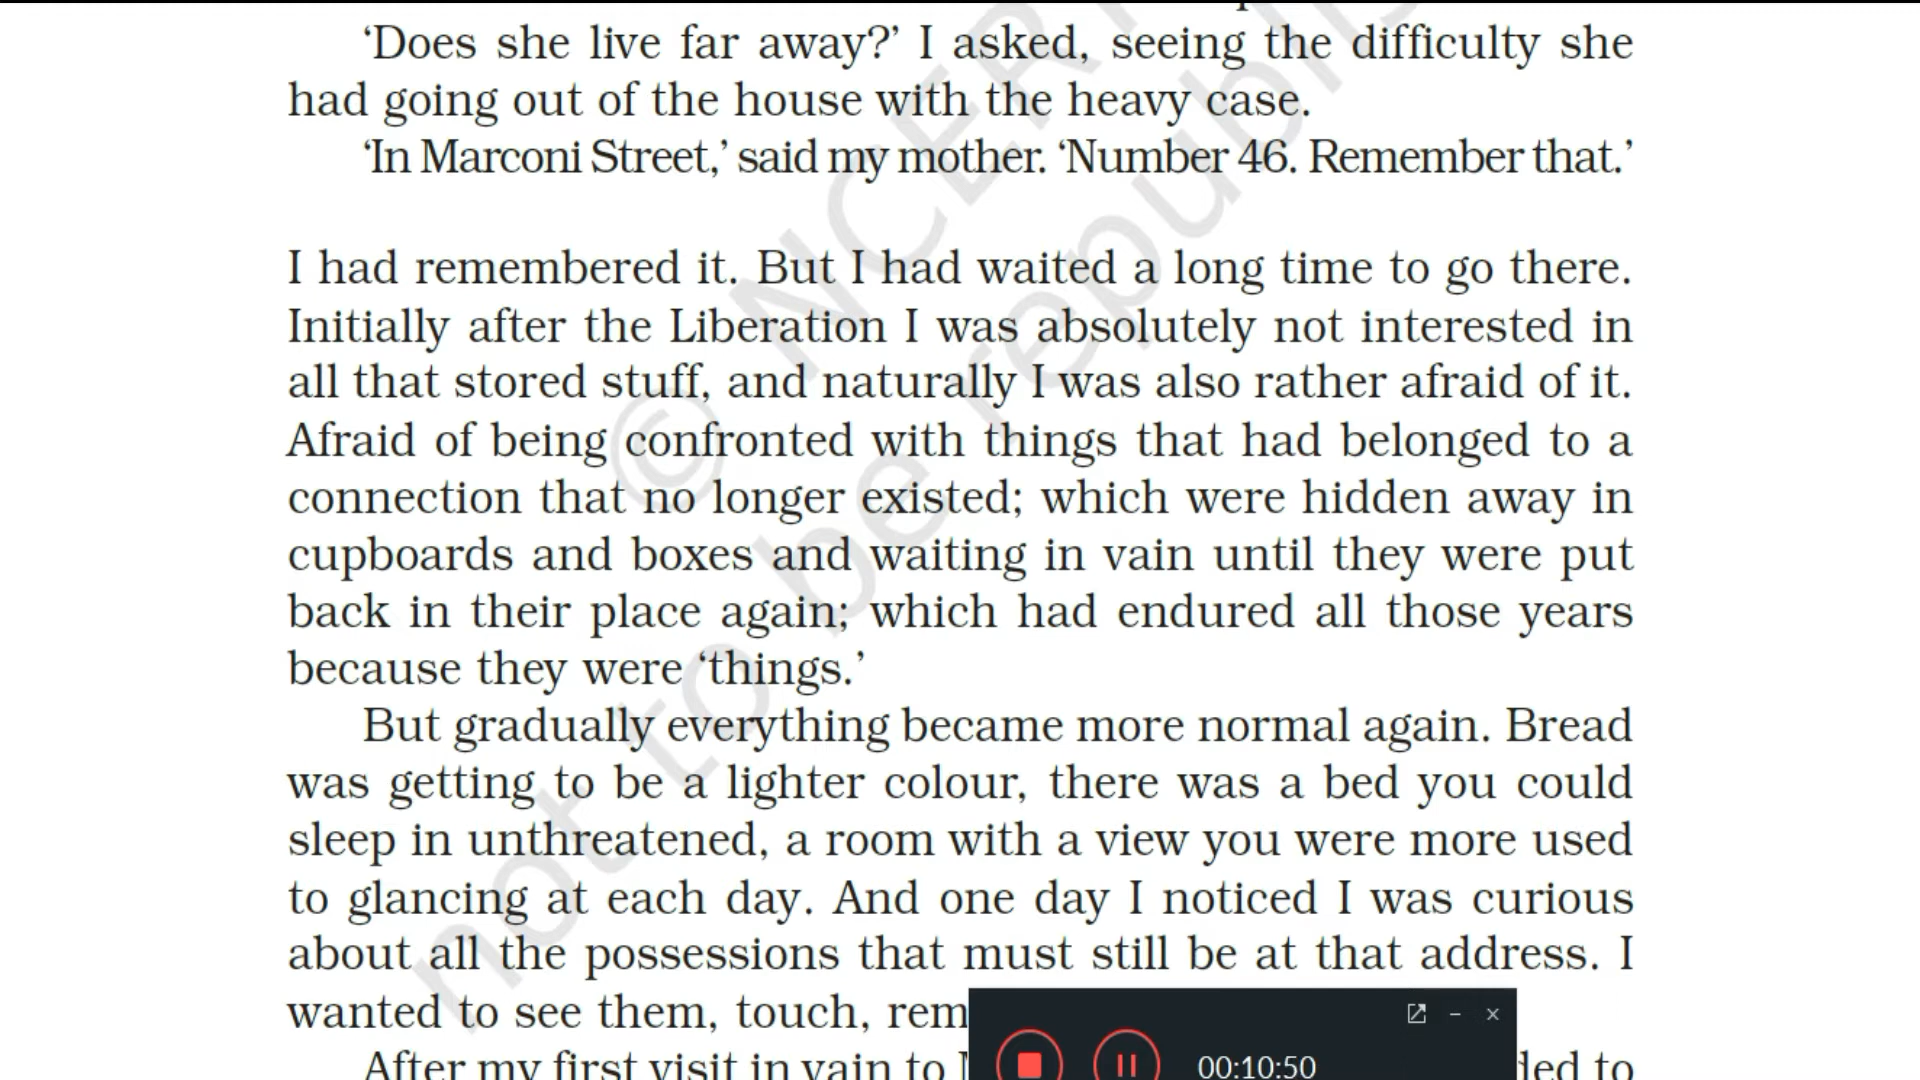 ‘Does she live far away?’ I asked, seeing the difficulty she
had going out of the house with the heavy case.
‘In Marconi Street,’ said my mother. ‘Number 46. Remember that.’
I had remembered it. But I had waited a long time to go there.
Initially after the Liberation I was absolutely not interested in
all that stored stuff, and naturally I was also rather afraid of it.
Afraid of being confronted with things that had belonged to a
connection that no longer existed; which were hidden away in
cupboards and boxes and waiting in vain until they were put
back in their place again; which had endured all those years
because they were ‘things.’
But gradually everything became more normal again. Bread
was getting to be a lighter colour, there was a bed you could
sleep in unthreatened, a room with a view you were more used
to glancing at each day. And one day I noticed I was curious
about all the possessions that must still be at that address. I
wanted to see them, touch, rem
After my first visit in vain to
to
00:10:50
© NCER
not to be republis